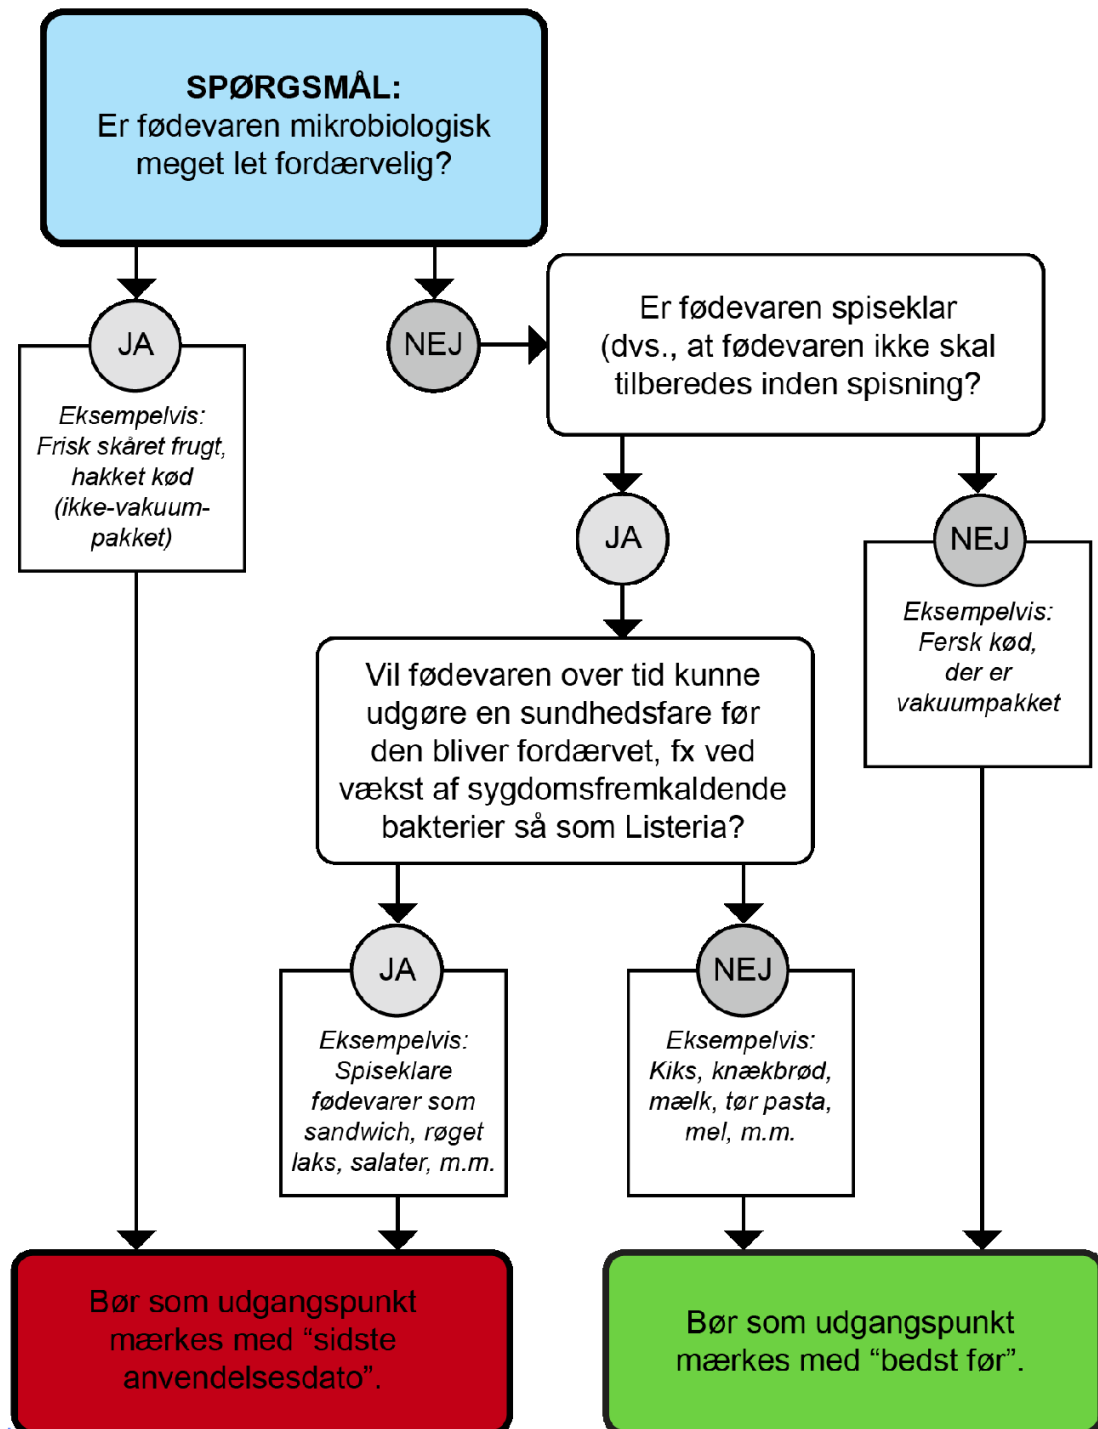 SPØRGSMÅL:
Er fødevaren mikrobiologisk
meget let fordærvelig?
JA
NEJ
Eksempelvis:
Frisk skåret frugt,
hakket kød
(ikke-vakuum-
pakket)
Er fødevaren spiseklar
(dvs., at fødevaren ikke skal
tilberedes inden spisning?
JA
NEJ
Eksempelvis:
Fersk kød,
der er
vakuumpakket
Vil fødevaren over tid kunne
udgøre en sundhedsfare før
den bliver fordærvet, fx ved
vækst af sygdomsfremkaldende
bakterier så som Listeria?
JA
NEJ
Eksempelvis:
Spiseklare
fødevarer som
sandwich, røget
laks, salater, m.m.
Eksempelvis:
Kiks, knækbrød,
mælk, tør pasta,
mel, m.m.
Bør som udgangspunkt
mærkes med “sidste
anvendelsesdato”.
Bør som udgangspunkt
mærkes med “bedst før”.